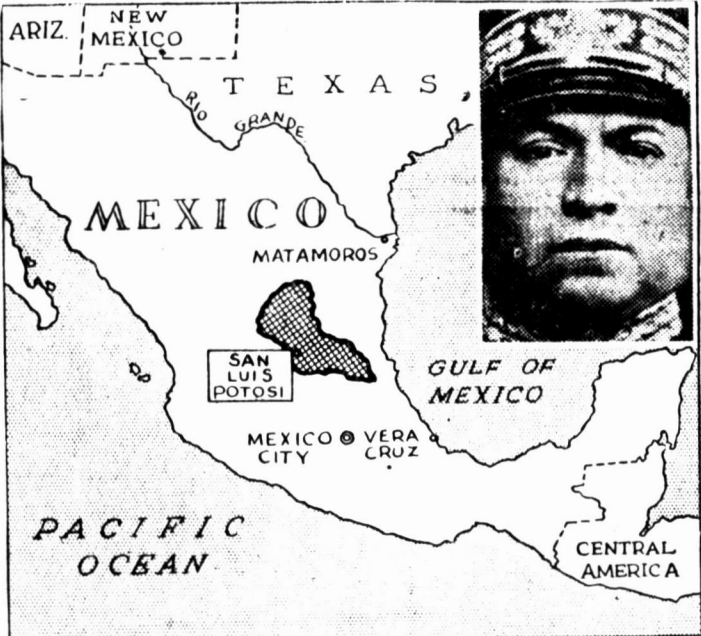 ARIZ.
NEW
MEXICO
TEXAS
RIO
GRANDE
MEXICO
MATAMOROS
SAN
LUIS
POTOSI
GULF OF
MEXICO
MEXICO
CITY
VERA
CRUZ
PACIFIC
OCEAN
CENTRAL
AMERICA